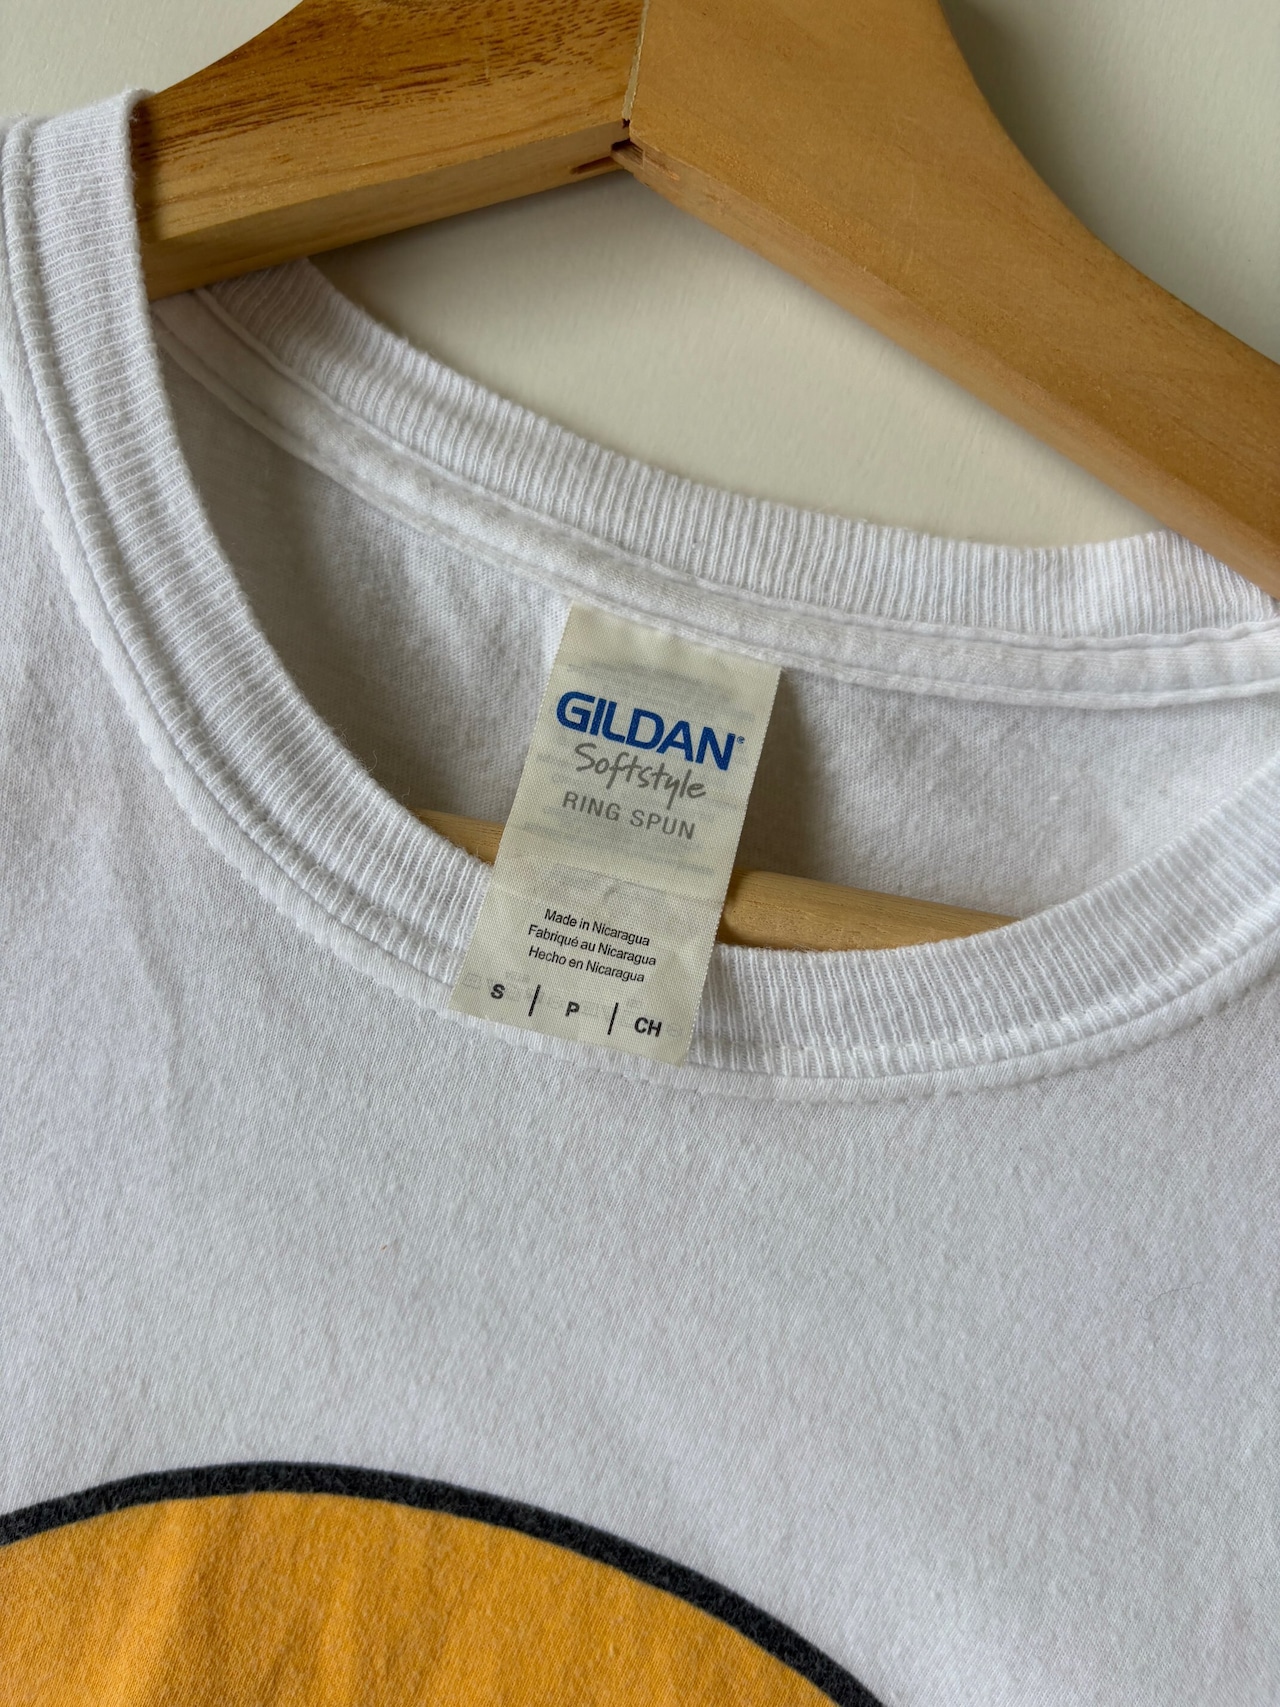 GILDAN®
Softstyle
RING SPUN
Made in Nicaragua
Fabriqué au Nicaragua
Hecho en Nicaragua
S | P | CH